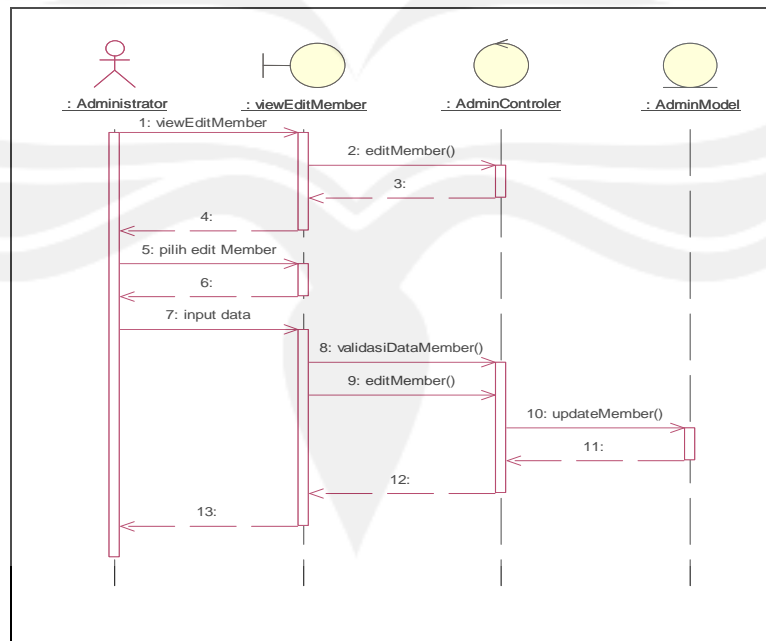 : Administrator
: viewEditMember
: AdminControler
: AdminModel
1: viewEditMember
2: editMember()
3:
4:
5: pilih edit Member
6:
7: input data
8: validasiDataMember()
9: editMember()
10: updateMember()
11:
12:
13: